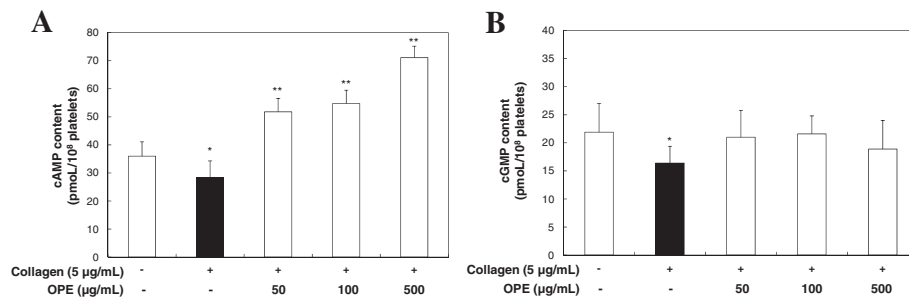 A
80
70
60
50
40
30
20
10
0
cAMP content
(pmoL/10⁸ platelets)
*
**
**
**
Collagen (5 µg/mL) - + + + +
OPE (µg/mL) - - 50 100 500
B
40
35
30
25
20
15
10
5
0
cGMP content
(pmoL/10⁸ platelets)
*
Collagen (5 µg/mL) - + + + +
OPE (µg/mL) - - 50 100 500